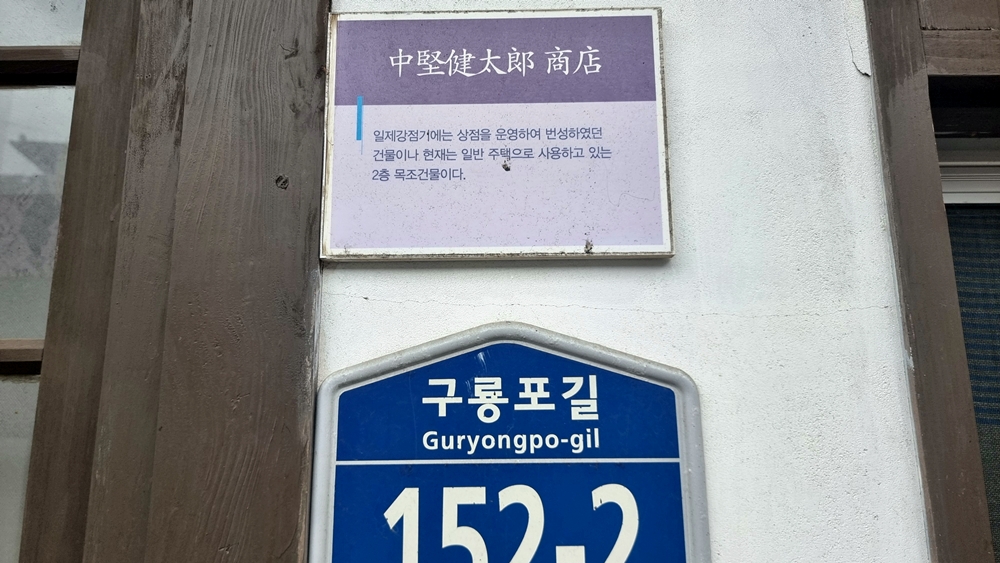 中堅健太郎 商店
일제강점기에는 상점을 운영하여 번성하였던
건물이나 현재는 일반 주택으로 사용하고 있는
2층 목조건물이다.
구룡포길
Guryongpo-gil
152-2